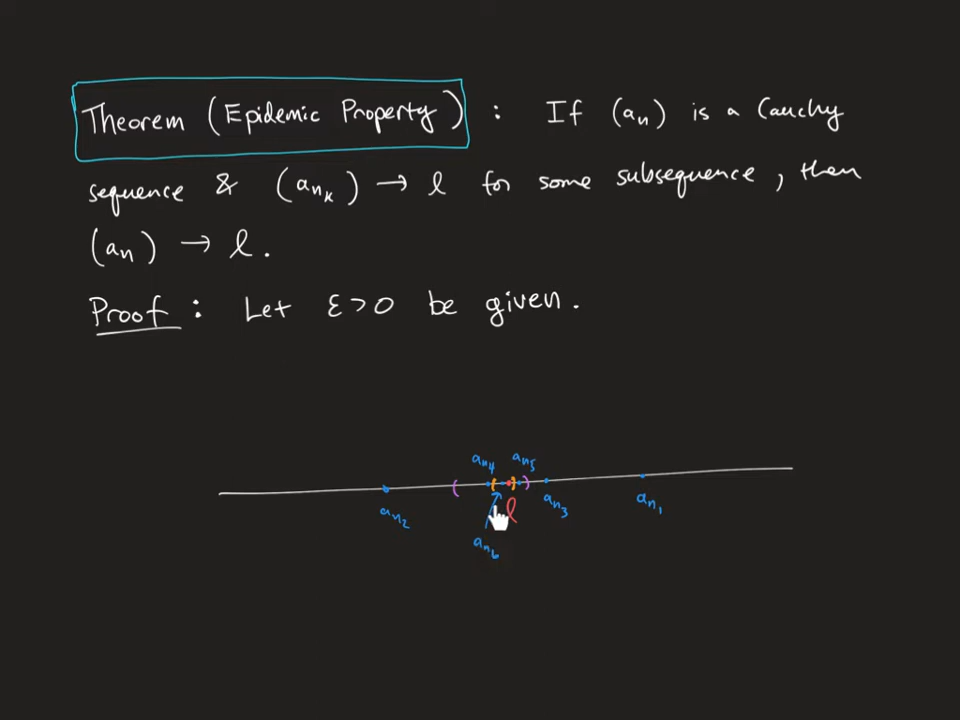 Theorem (Epidemic Property) : If (aₙ) is a Cauchy
sequence & (aₙₖ) → l for some subsequence, then
(aₙ) → l.
Proof : Let ε>0 be given.
aₙ₄ aₙ₅
( ( ) )
aₙ₂ l aₙ₃ aₙ₁
aₙ₆